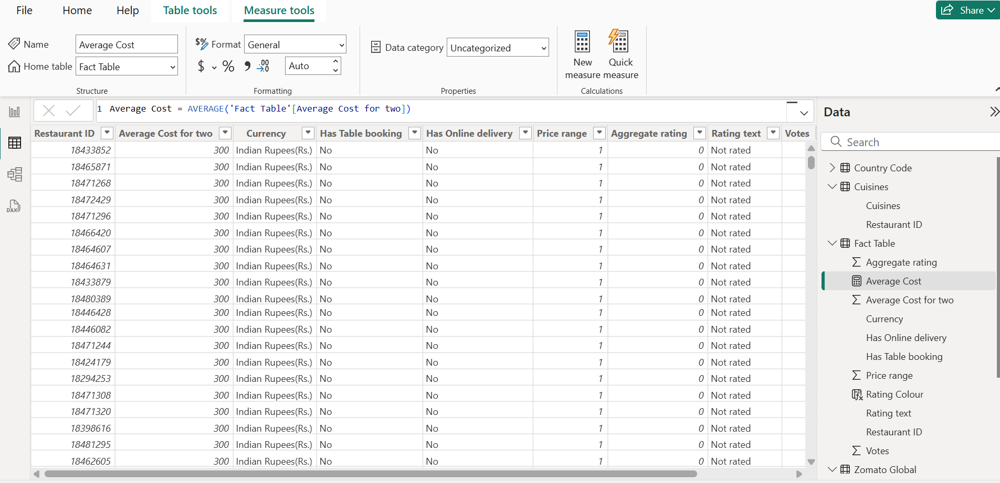 File Home Help Table tools Measure tools Share
Name Average Cost $% Format General Data category Uncategorized New measure Quick measure
Home table Fact Table $ % , .00 Auto
Structure Formatting Properties Calculations
1 Average Cost = AVERAGE('Fact Table'[Average Cost for two])
Restaurant ID Average Cost for two Currency Has Table booking Has Online delivery Price range Aggregate rating Rating text Votes
18433852 300 Indian Rupees(Rs.) No No 1 0 Not rated
18465871 300 Indian Rupees(Rs.) No No 1 0 Not rated
18471268 300 Indian Rupees(Rs.) No No 1 0 Not rated
18472429 300 Indian Rupees(Rs.) No No 1 0 Not rated
18471296 300 Indian Rupees(Rs.) No No 1 0 Not rated
18466420 300 Indian Rupees(Rs.) No No 1 0 Not rated
18464607 300 Indian Rupees(Rs.) No No 1 0 Not rated
18464631 300 Indian Rupees(Rs.) No No 1 0 Not rated
18433879 300 Indian Rupees(Rs.) No No 1 0 Not rated
18480389 300 Indian Rupees(Rs.) No No 1 0 Not rated
18446428 300 Indian Rupees(Rs.) No No 1 0 Not rated
18446082 300 Indian Rupees(Rs.) No No 1 0 Not rated
18471244 300 Indian Rupees(Rs.) No No 1 0 Not rated
18424179 300 Indian Rupees(Rs.) No No 1 0 Not rated
18294253 300 Indian Rupees(Rs.) No No 1 0 Not rated
18471308 300 Indian Rupees(Rs.) No No 1 0 Not rated
18471320 300 Indian Rupees(Rs.) No No 1 0 Not rated
18398616 300 Indian Rupees(Rs.) No No 1 0 Not rated
18481295 300 Indian Rupees(Rs.) No No 1 0 Not rated
18462605 300 Indian Rupees(Rs.) No No 1 0 Not rated
DAX
Data
Search
Country Code
Cuisines
Cuisines
Restaurant ID
Fact Table
Aggregate rating
Average Cost
Average Cost for two
Currency
Has Online delivery
Has Table booking
Price range
Rating Colour
Rating text
Restaurant ID
Votes
Zomato Global